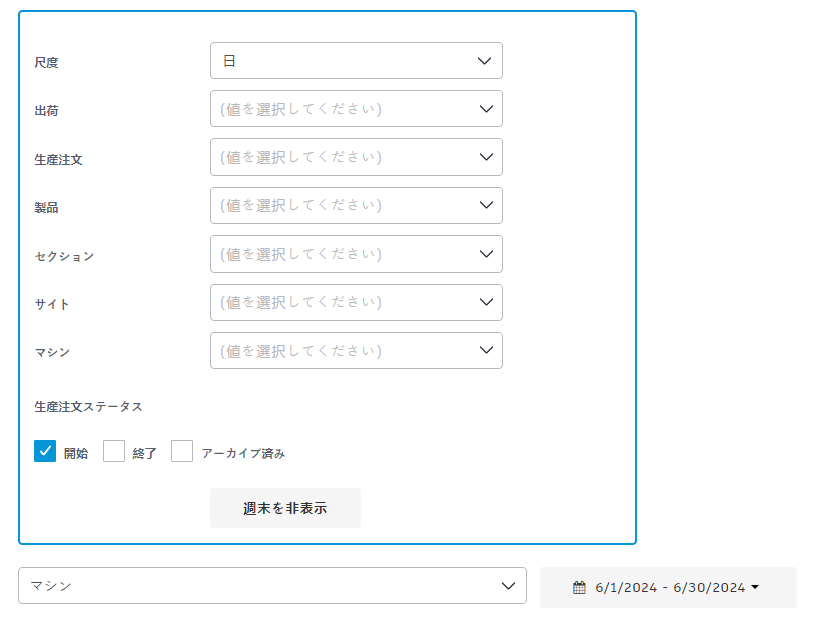 尺度
日
出荷
(値を選択してください)
生産注文
(値を選択してください)
製品
(値を選択してください)
セクション
(値を選択してください)
サイト
(値を選択してください)
マシン
(値を選択してください)
生産注文ステータス
開始 終了 アーカイブ済み
週末を非表示
マシン
6/1/2024 - 6/30/2024